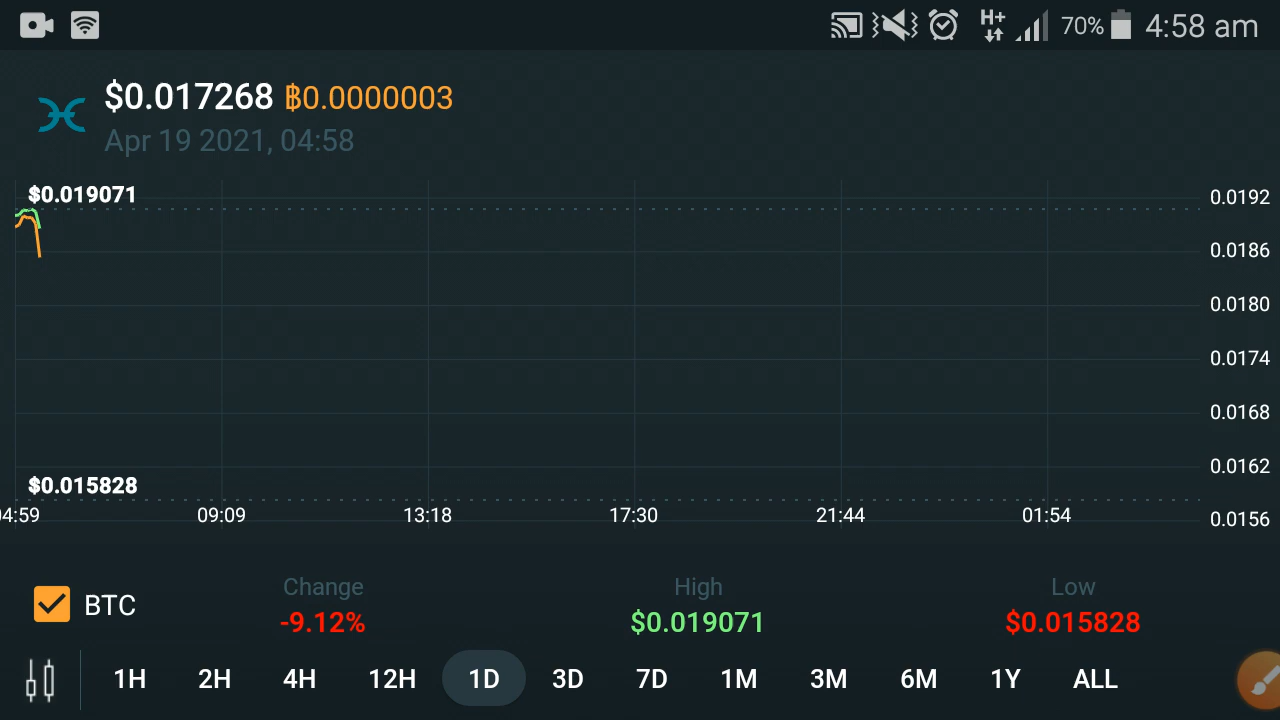 H+ 70% 4:58 am
$0.017268 ฿0.0000003
Apr 19 2021, 04:58
$0.019071
0.0192
0.0186
0.0180
0.0174
0.0168
0.0162
$0.015828
0.0156
04:59 09:09 13:18 17:30 21:44 01:54
Change High Low
BTC -9.12% $0.019071 $0.015828
1H 2H 4H 12H 1D 3D 7D 1M 3M 6M 1Y ALL